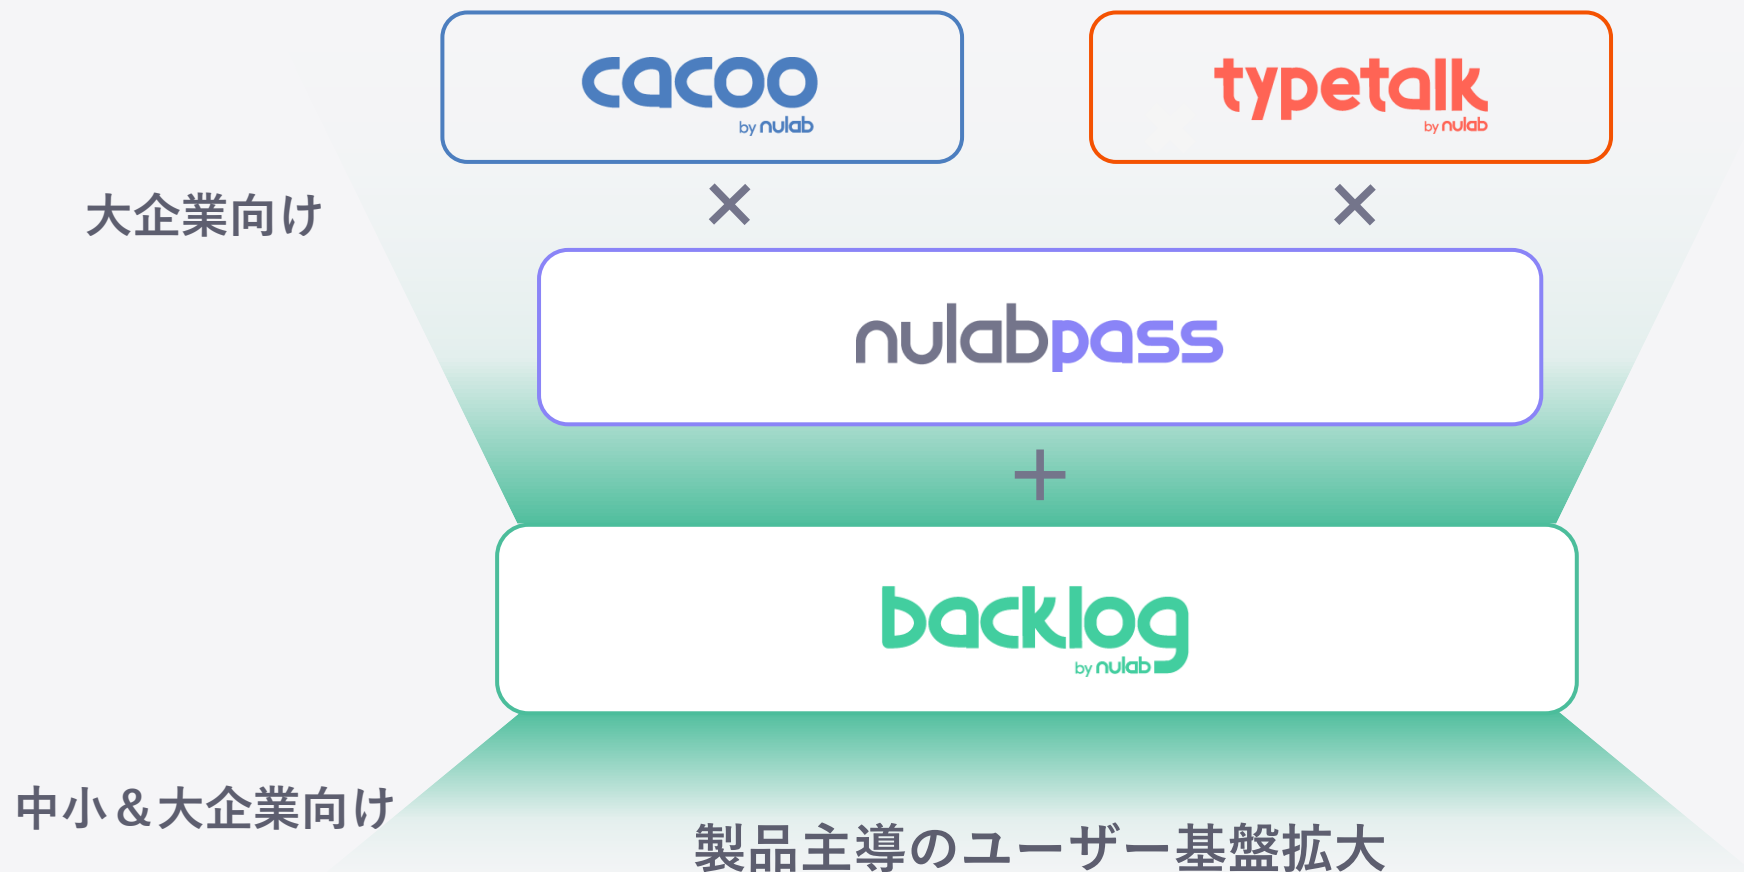 cacoo
by nulab
typetalk
by nulab
×
×
大企業向け
nulabpass
+
backlog
by nulab
中小＆大企業向け
製品主導のユーザー基盤拡大